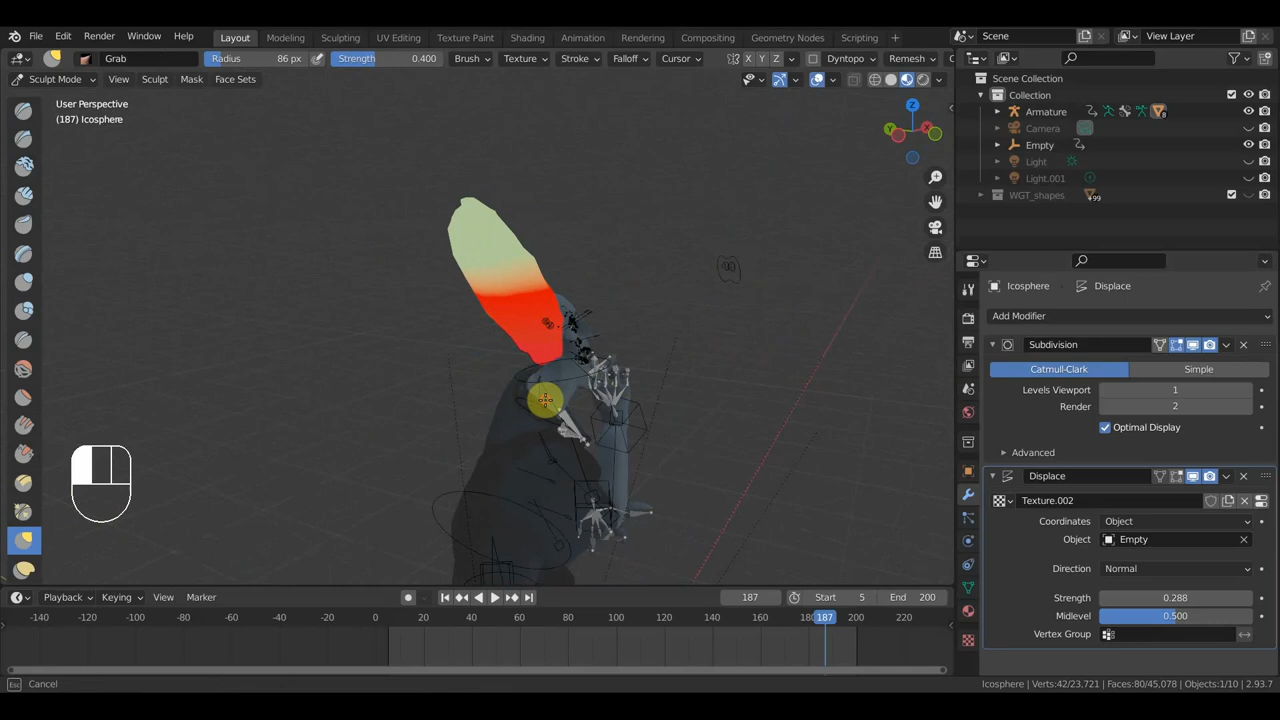 File Edit Render Window Help Layout Modeling Sculpting UV Editing Texture Paint Shading Animation Rendering Compositing Geometry Nodes Scripting + Scene View Layer
Grab Radius 86 px Strength 0.400 Brush Texture Stroke Falloff Cursor X Y Z Dyntopo Remesh
Sculpt Mode View Sculpt Mask Face Sets
User Perspective
(187) Icosphere
Z
Y
X
Scene Collection
Collection
Armature
8
Camera
Empty
Light
Light.001
WGT_shapes
99
Icosphere Displace
Add Modifier
Subdivision
Catmull-Clark Simple
Levels Viewport 1
Render 2
Optimal Display
Advanced
Displace
Texture.002
Coordinates Object
Object Empty
Direction Normal
Strength 0.288
Midlevel 0.500
Vertex Group
Playback Keying View Marker 187 Start 5 End 200
-140 -120 -100 -80 -60 -40 -20 0 20 40 60 80 100 120 140 160 187 200 220
Esc Cancel Icosphere | Verts:42/23,721 | Faces:80/45,078 | Objects:1/10 | 2.93.7